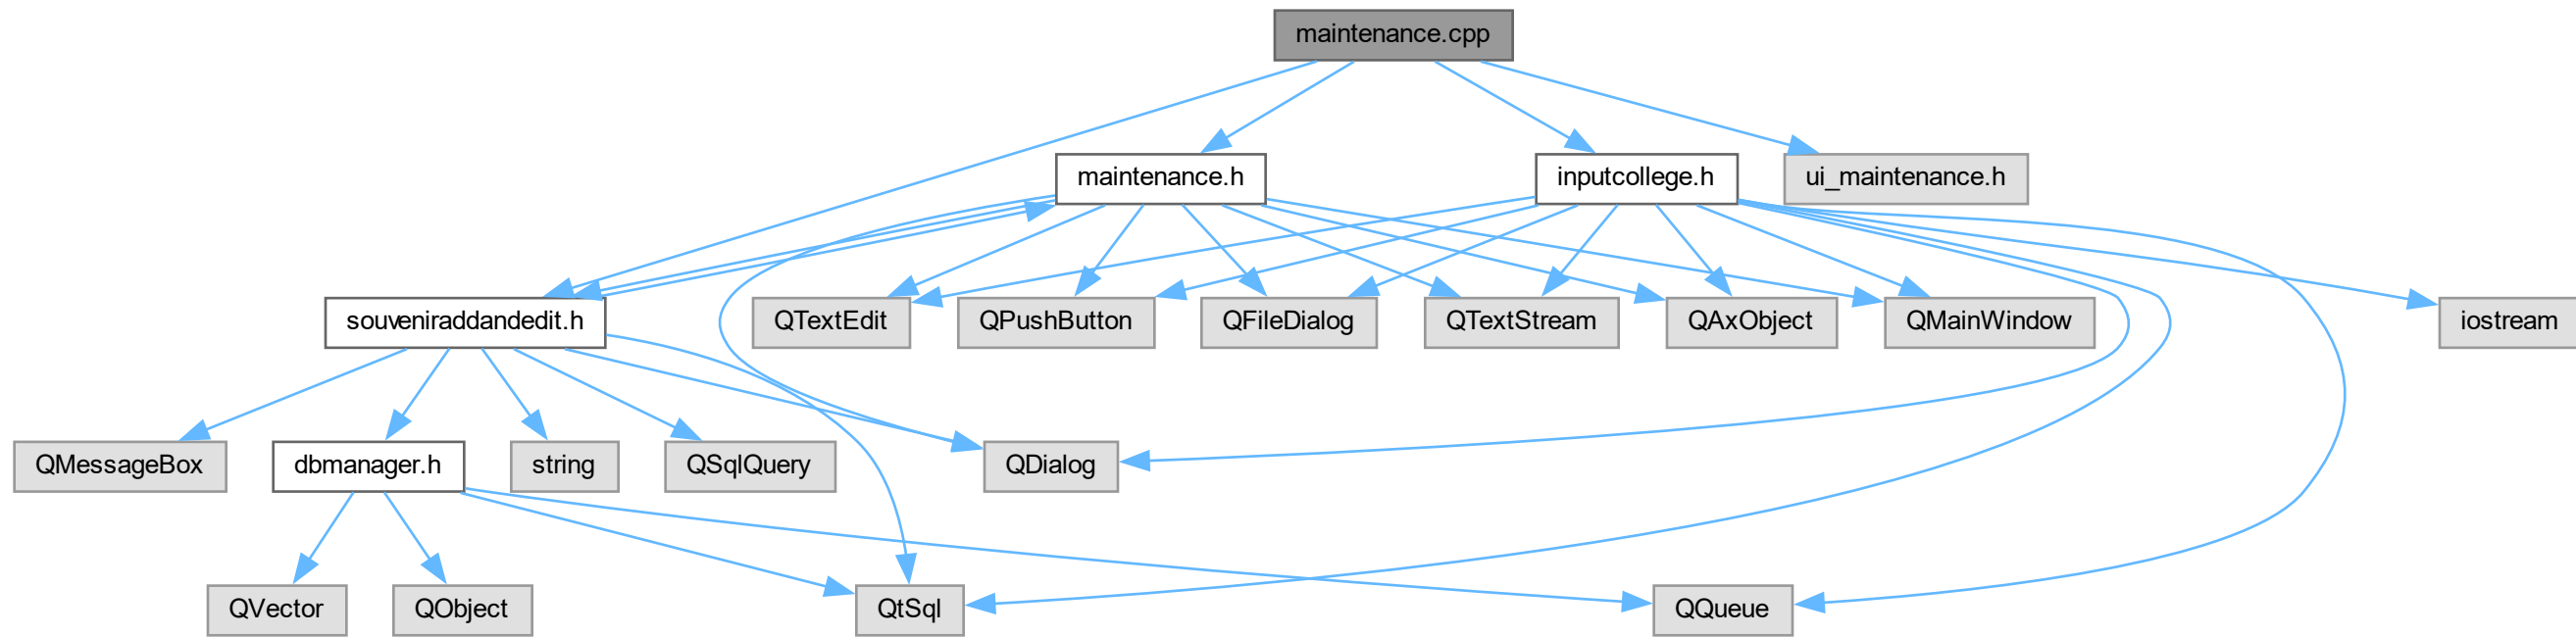 maintenance.cpp
maintenance.h
inputcollege.h
ui_maintenance.h
souveniraddandedit.h
QTextEdit
QPushButton
QFileDialog
QTextStream
QAxObject
QMainWindow
iostream
QMessageBox
dbmanager.h
string
QSqlQuery
QDialog
QVector
QObject
QtSql
QQueue